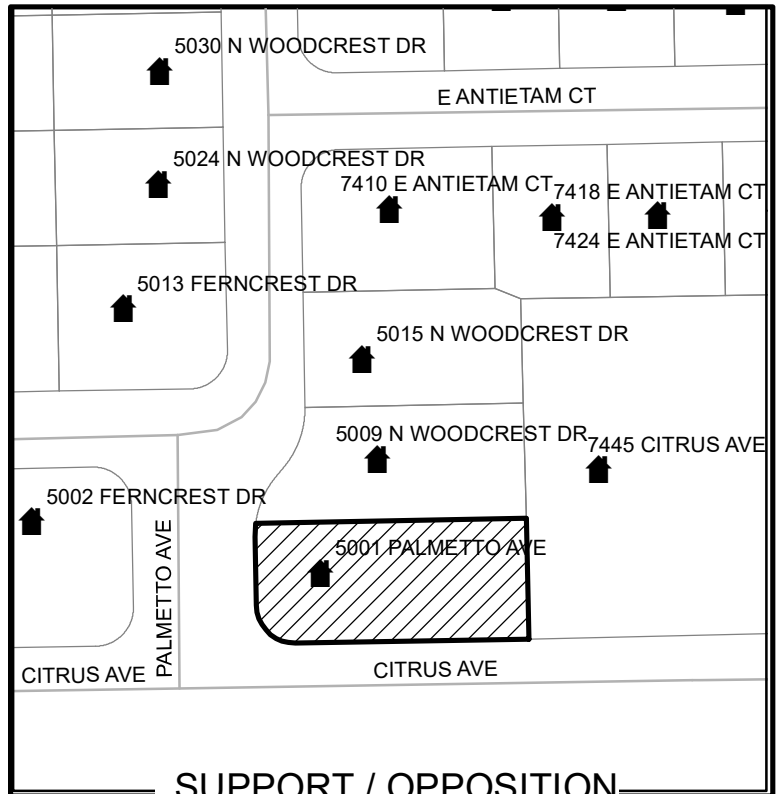 5030 N WOODCREST DR
E ANTIETAM CT
5024 N WOODCREST DR
7410 E ANTIETAM CT
7418 E ANTIETAM CT
7424 E ANTIETAM CT
5013 FERNCREST DR
5015 N WOODCREST DR
5009 N WOODCREST DR
7445 CITRUS AVE
5002 FERNCREST DR
PALMETTO AVE
5001 PALMETTO AVE
CITRUS AVE
CITRUS AVE
SUPPORT / OPPOSITION